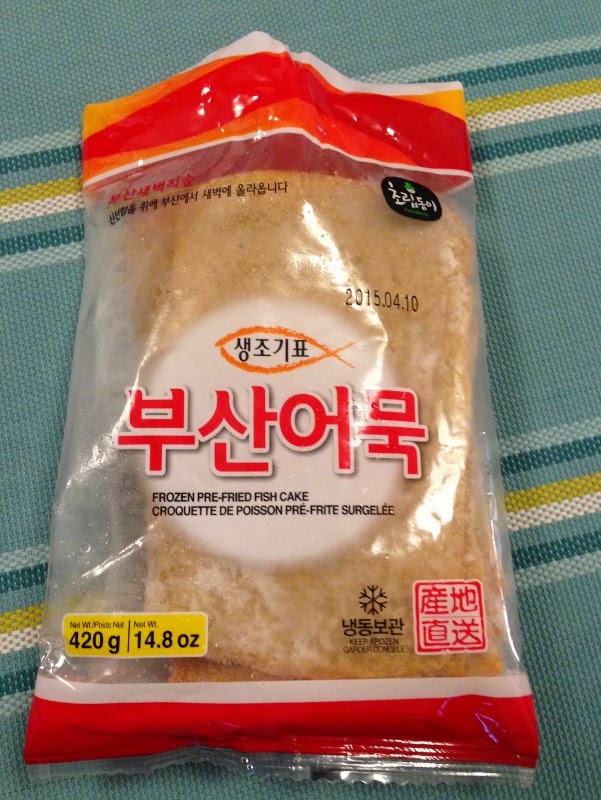 부산새벽직송
신선함을 위해 부산에서 새벽에 올라옵니다
초립동이
2015.04.10
생조기표
부산어묵
FROZEN PRE-FRIED FISH CAKE
CROQUETTE DE POISSON PRÉ-FRITE SURGELÉE
Net Wt./Poids Net
420 g
Net Wt.
14.8 oz
냉동보관
KEEP FROZEN
GARDER CONGELÉ
産地
直送